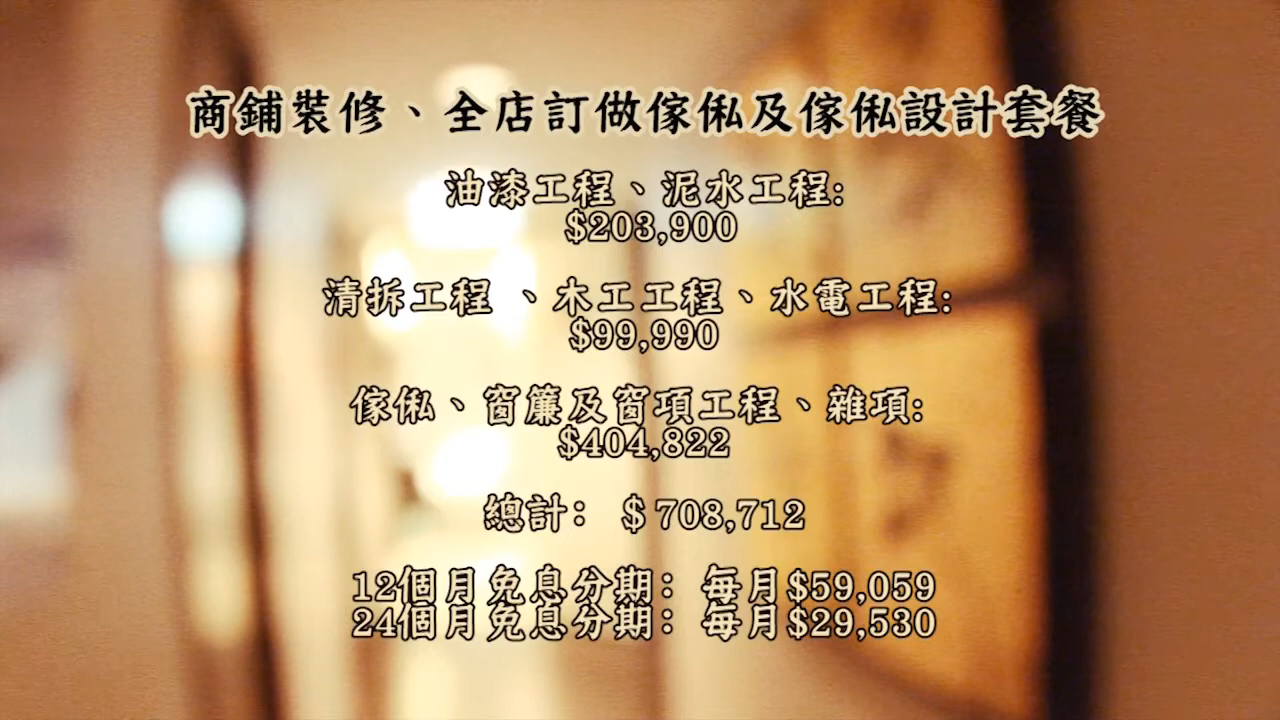 商鋪裝修、全店訂做傢俬及傢俬設計套餐
油漆工程、泥水工程:
$203,900
清拆工程 、木工工程、水電工程:
$99,990
傢俬、窗簾及窗項工程、雜項:
$404,822
總計： $ 708,712
12個月免息分期：每月$59,059
24個月免息分期：每月$29,530